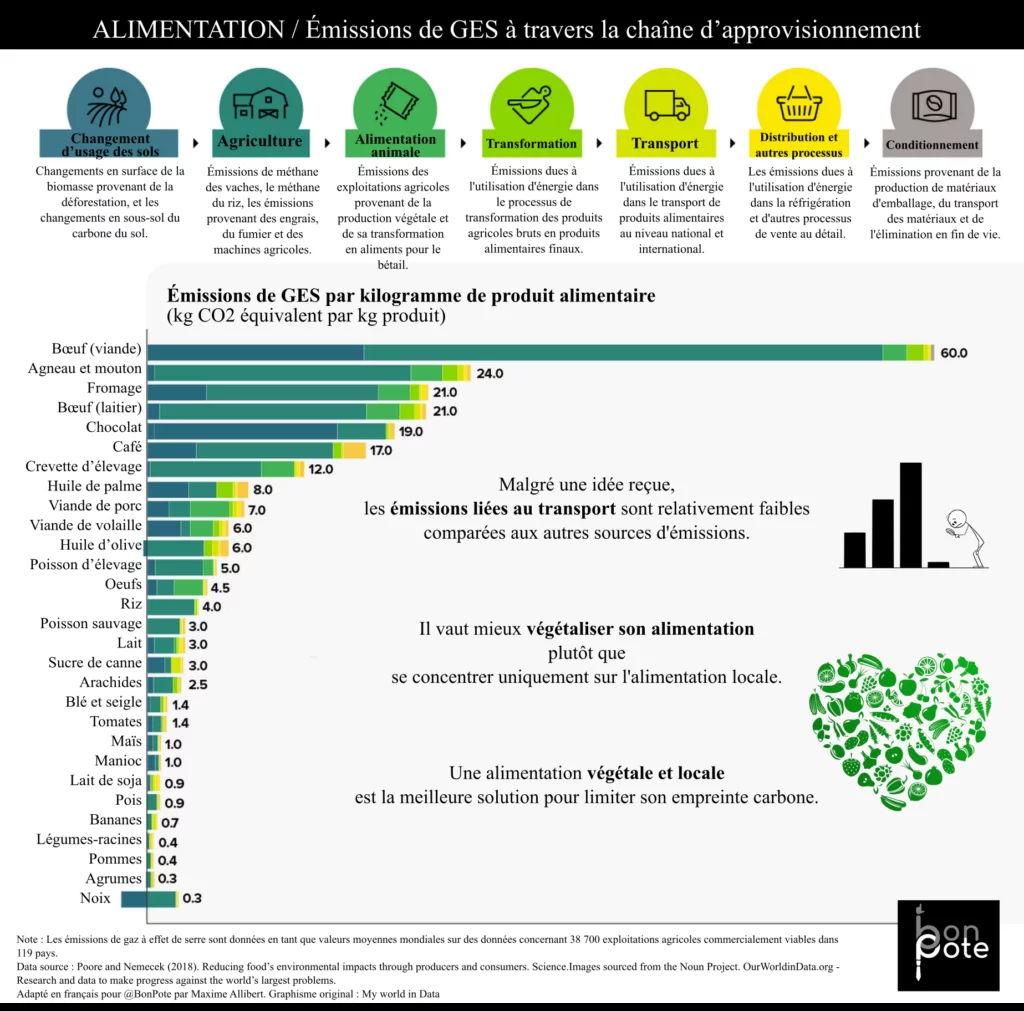 ALIMENTATION / Émissions de GES à travers la chaîne d’approvisionnement
Changement
d’usage des sols
Changements en surface de la
biomasse provenant de la
déforestation, et les
changements en sous-sol du
carbone du sol.
Agriculture
Émissions de méthane
des vaches, le méthane
du riz, les émissions
provenant des engrais,
du fumier et des
machines agricoles.
Alimentation
animale
Émissions des
exploitations agricoles
provenant de la
production végétale et
de sa transformation
en aliments pour le
bétail.
Transformation
Émissions dues à
l'utilisation d'énergie dans
le processus de
transformation des produits
agricoles bruts en produits
alimentaires finaux.
Transport
Émissions dues à
l'utilisation d'énergie
dans le transport de
produits alimentaires
au niveau national et
international.
Distribution et
autres processus
Les émissions dues à
l'utilisation d'énergie
dans la réfrigération
et d'autres processus
de vente au détail.
Conditionnement
Émissions provenant de la
production de matériaux
d'emballage, du transport
des matériaux et de
l'élimination en fin de vie.
Émissions de GES par kilogramme de produit alimentaire
(kg CO2 équivalent par kg produit)
Bœuf (viande) 60.0
Agneau et mouton 24.0
Fromage 21.0
Bœuf (laitier) 21.0
Chocolat 19.0
Café 17.0
Crevette d’élevage 12.0
Huile de palme 8.0
Viande de porc 7.0
Viande de volaille 6.0
Huile d’olive 6.0
Poisson d’élevage 5.0
Oeufs 4.5
Riz 4.0
Poisson sauvage 3.0
Lait 3.0
Sucre de canne 3.0
Arachides 2.5
Blé et seigle 1.4
Tomates 1.4
Maïs 1.0
Manioc 1.0
Lait de soja 0.9
Pois 0.9
Bananes 0.7
Légumes-racines 0.4
Pommes 0.4
Agrumes 0.3
Noix 0.3
Malgré une idée reçue,
les émissions liées au transport sont relativement faibles
comparées aux autres sources d'émissions.
Il vaut mieux végétaliser son alimentation
plutôt que
se concentrer uniquement sur l'alimentation locale.
Une alimentation végétale et locale
est la meilleure solution pour limiter son empreinte carbone.
bon
pote
Note : Les émissions de gaz à effet de serre sont données en tant que valeurs moyennes mondiales sur des données concernant 38 700 exploitations agricoles commercialement viables dans
119 pays.
Data source : Poore and Nemecek (2018). Reducing food’s environmental impacts through producers and consumers. Science.Images sourced from the Noun Project. OurWorldinData.org -
Research and data to make progress against the world’s largest problems.
Adapté en français pour @BonPote par Maxime Allibert. Graphisme original : My world in Data